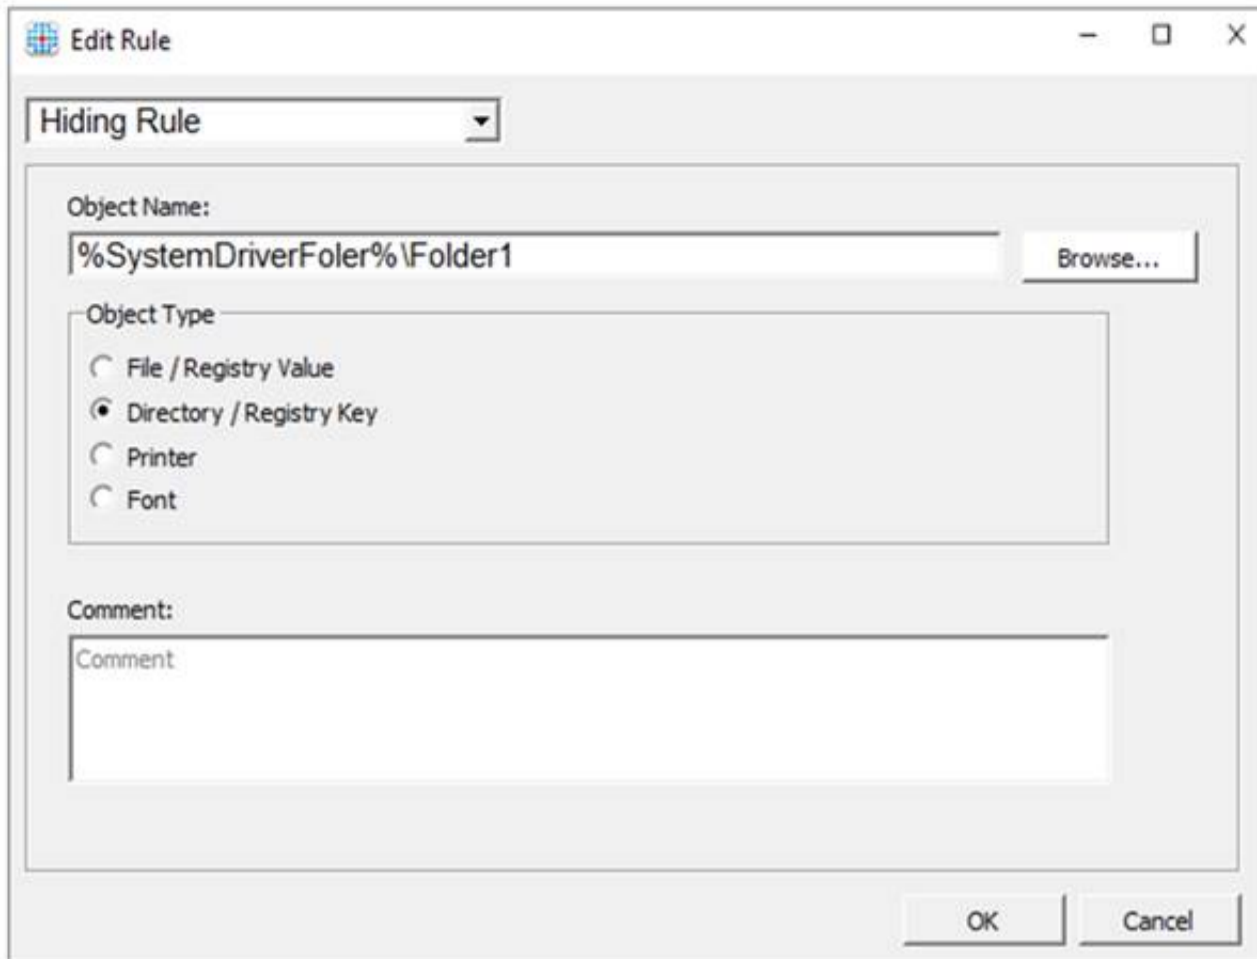 Edit Rule
Hiding Rule
Object Name:
%SystemDriverFoler%\Folder1
Browse...
Object Type
File / Registry Value
Directory / Registry Key
Printer
Font
Comment:
Comment
OK Cancel